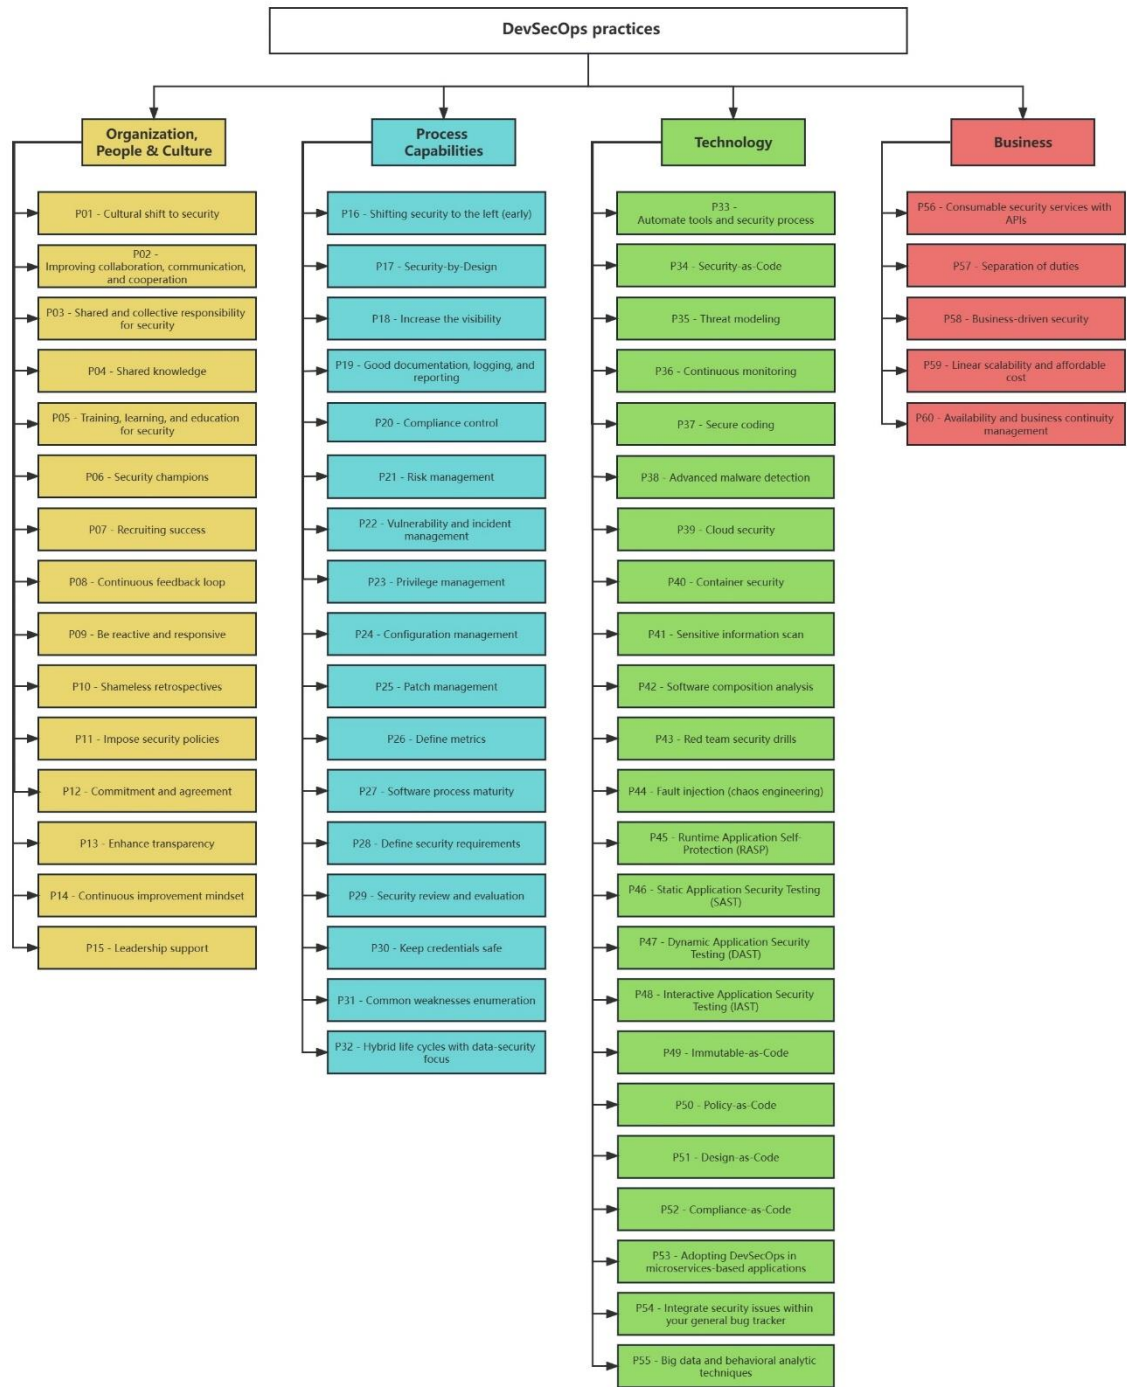 DevSecOps practices
Organization,
People & Culture
P01 - Cultural shift to security
P02 -
Improving collaboration, communication,
and cooperation
P03 - Shared and collective responsibility
for security
P04 - Shared knowledge
P05 - Training, learning, and education
for security
P06 - Security champions
P07 - Recruiting success
P08 - Continuous feedback loop
P09 - Be reactive and responsive
P10 - Shameless retrospectives
P11 - Impose security policies
P12 - Commitment and agreement
P13 - Enhance transparency
P14 - Continuous improvement mindset
P15 - Leadership support
Process
Capabilities
P16 - Shifting security to the left (early)
P17 - Security-by-Design
P18 - Increase the visibility
P19 - Good documentation, logging, and
reporting
P20 - Compliance control
P21 - Risk management
P22 - Vulnerability and incident
management
P23 - Privilege management
P24 - Configuration management
P25 - Patch management
P26 - Define metrics
P27 - Software process maturity
P28 - Define security requirements
P29 - Security review and evaluation
P30 - Keep credentials safe
P31 - Common weaknesses enumeration
P32 - Hybrid life cycles with data-security
focus
Technology
P33 -
Automate tools and security process
P34 - Security-as-Code
P35 - Threat modeling
P36 - Continuous monitoring
P37 - Secure coding
P38 - Advanced malware detection
P39 - Cloud security
P40 - Container security
P41 - Sensitive information scan
P42 - Software composition analysis
P43 - Red team security drills
P44 - Fault injection (chaos engineering)
P45 - Runtime Application Self-
Protection (RASP)
P46 - Static Application Security Testing
(SAST)
P47 - Dynamic Application Security
Testing (DAST)
P48 - Interactive Application Security
Testing (IAST)
P49 - Immutable-as-Code
P50 - Policy-as-Code
P51 - Design-as-Code
P52 - Compliance-as-Code
P53 - Adopting DevSecOps in
microservices-based applications
P54 - Integrate security issues within
your general bug tracker
P55 - Big data and behavioral analytic
techniques
Business
P56 - Consumable security services with
APIs
P57 - Separation of duties
P58 - Business-driven security
P59 - Linear scalability and affordable
cost
P60 - Availability and business continuity
management